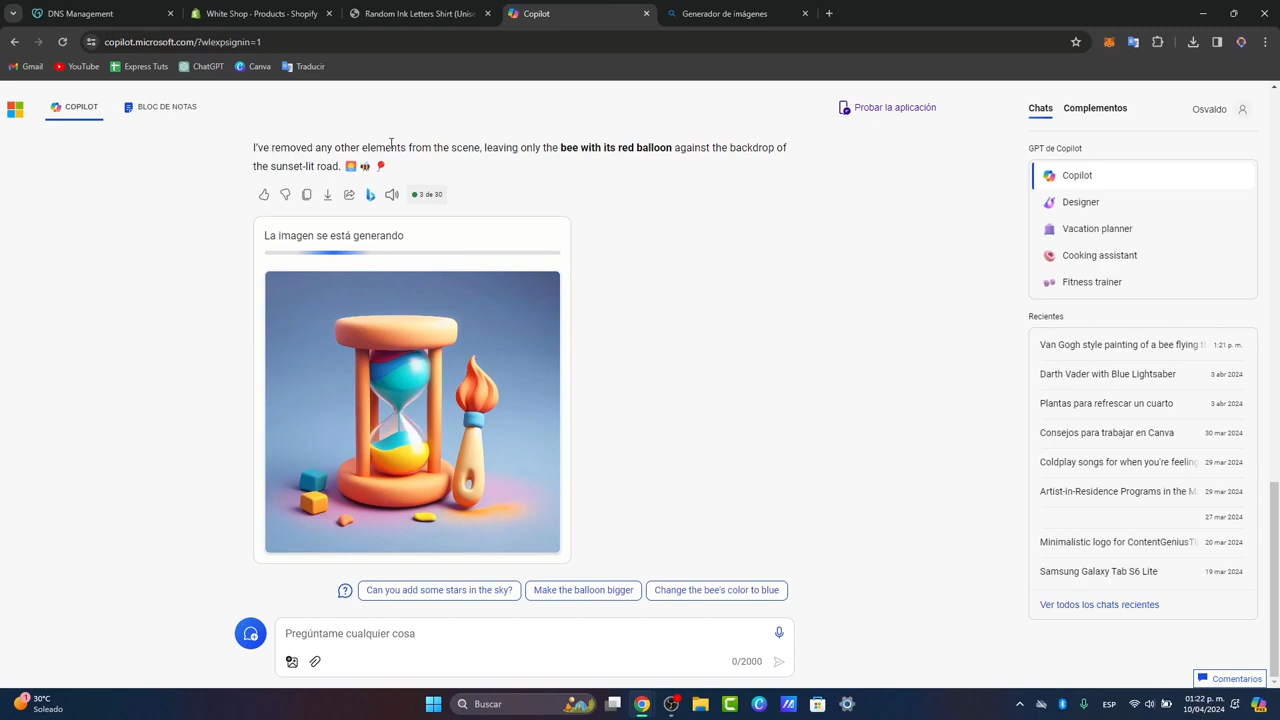 DNS Management
White Shop - Products · Shopify
Random Ink Letters Shirt (Unise
Copilot
Generador de imágenes
copilot.microsoft.com/?wlexpsignin=1
Gmail
YouTube
Express Tuts
ChatGPT
Canva
Traducir
COPILOT
BLOC DE NOTAS
Probar la aplicación
Chats
Complementos
Osvaldo
I've removed any other elements from the scene, leaving only the bee with its red balloon against the backdrop of
the sunset-lit road.
3 de 30
La imagen se está generando
Can you add some stars in the sky?
Make the balloon bigger
Change the bee's color to blue
Pregúntame cualquier cosa
0/2000
GPT de Copilot
Copilot
Designer
Vacation planner
Cooking assistant
Fitness trainer
Recientes
Van Gogh style painting of a bee flying t 1:21 p. m.
Darth Vader with Blue Lightsaber 3 abr 2024
Plantas para refrescar un cuarto 3 abr 2024
Consejos para trabajar en Canva 30 mar 2024
Coldplay songs for when you're feeling 29 mar 2024
Artist-in-Residence Programs in the M 29 mar 2024
27 mar 2024
Minimalistic logo for ContentGeniusTi 20 mar 2024
Samsung Galaxy Tab S6 Lite 19 mar 2024
Ver todos los chats recientes
Comentarios
1
30°C
Soleado
Buscar
ESP
01:22 p. m.
10/04/2024